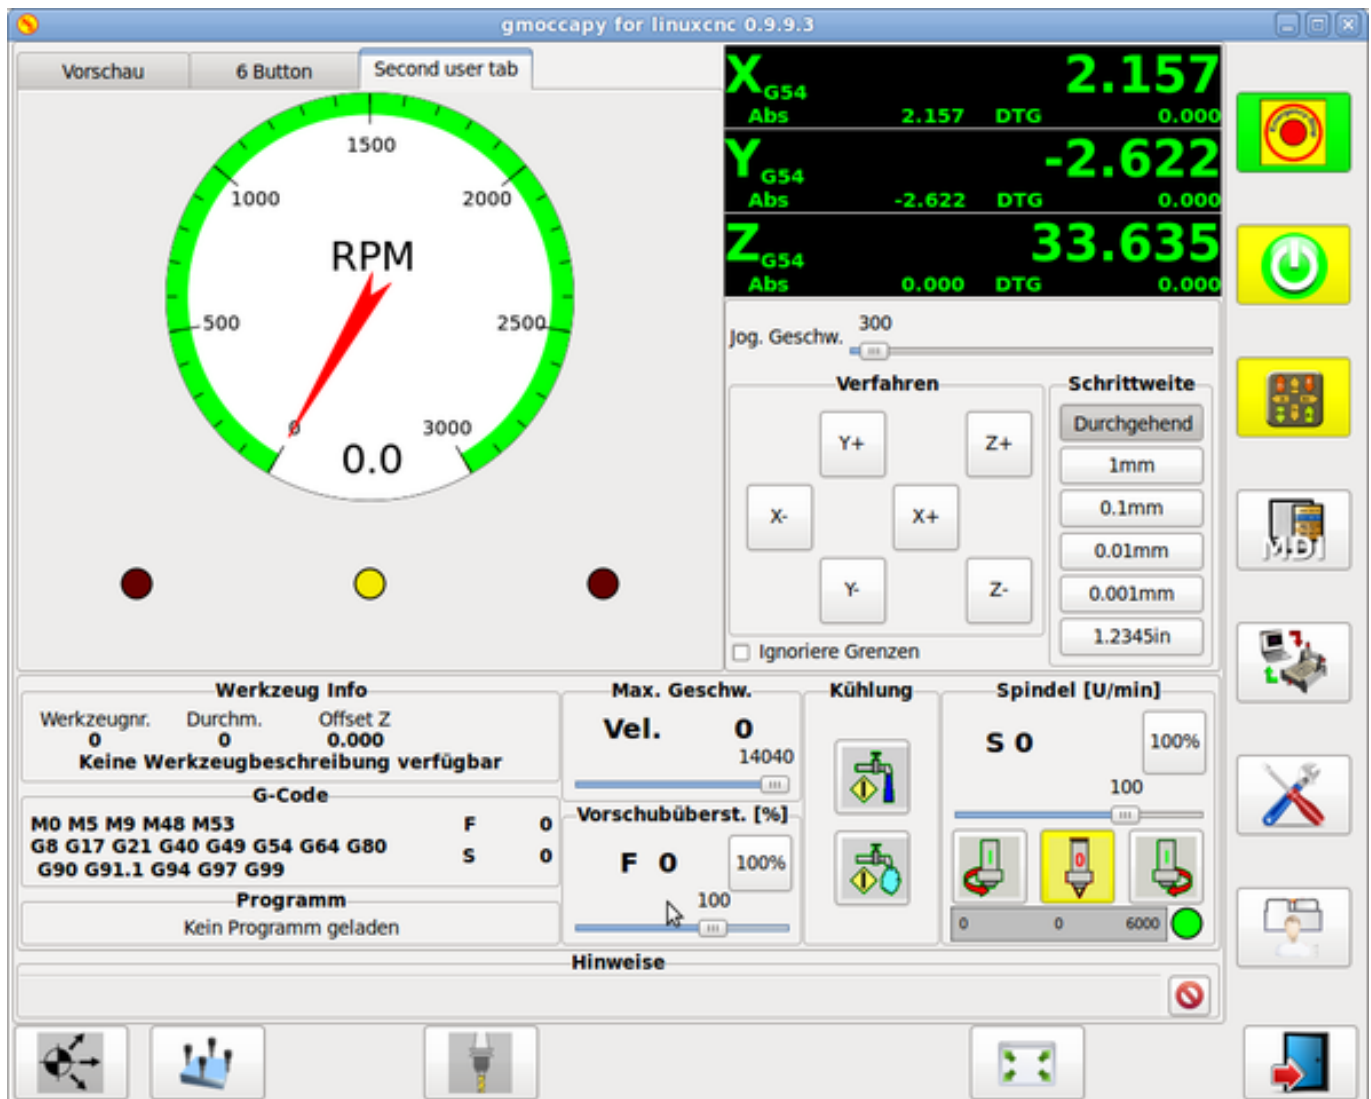 gmoccapy for linuxcnc 0.9.9.3
Vorschau 6 Button Second user tab
1500
1000 2000
RPM
500 2500
0 3000
0.0
X G54 2.157
Abs 2.157 DTG 0.000
Y G54 -2.622
Abs -2.622 DTG 0.000
Z G54 33.635
Abs 0.000 DTG 0.000
Jog. Geschw. 300
Verfahren
Y+ Z+
X- X+
Y- Z-
Ignoriere Grenzen
Schrittweite
Durchgehend
1mm
0.1mm
0.01mm
0.001mm
1.2345in
MDI
Werkzeug Info
Werkzeugnr. Durchm. Offset Z
0 0 0.000
Keine Werkzeugbeschreibung verfügbar
G-Code
M0 M5 M9 M48 M53 F 0
G8 G17 G21 G40 G49 G54 G64 G80 S 0
G90 G91.1 G94 G97 G99
Programm
Kein Programm geladen
Max. Geschw.
Vel. 0
14040
Vorschubüberst. [%]
F 0 100%
100
Kühlung
Spindel [U/min]
S 0 100%
100
I 0 I
0 0 6000
Hinweise